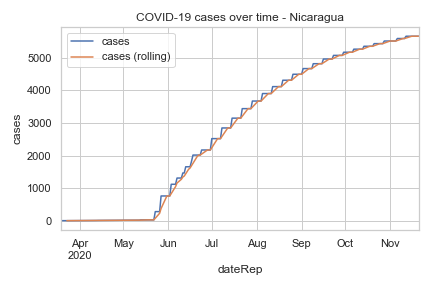 COVID-19 cases over time - Nicaragua
cases
cases (rolling)
5000
4000
3000
2000
1000
0
cases
Apr
2020
May
Jun
Jul
Aug
Sep
Oct
Nov
dateRep